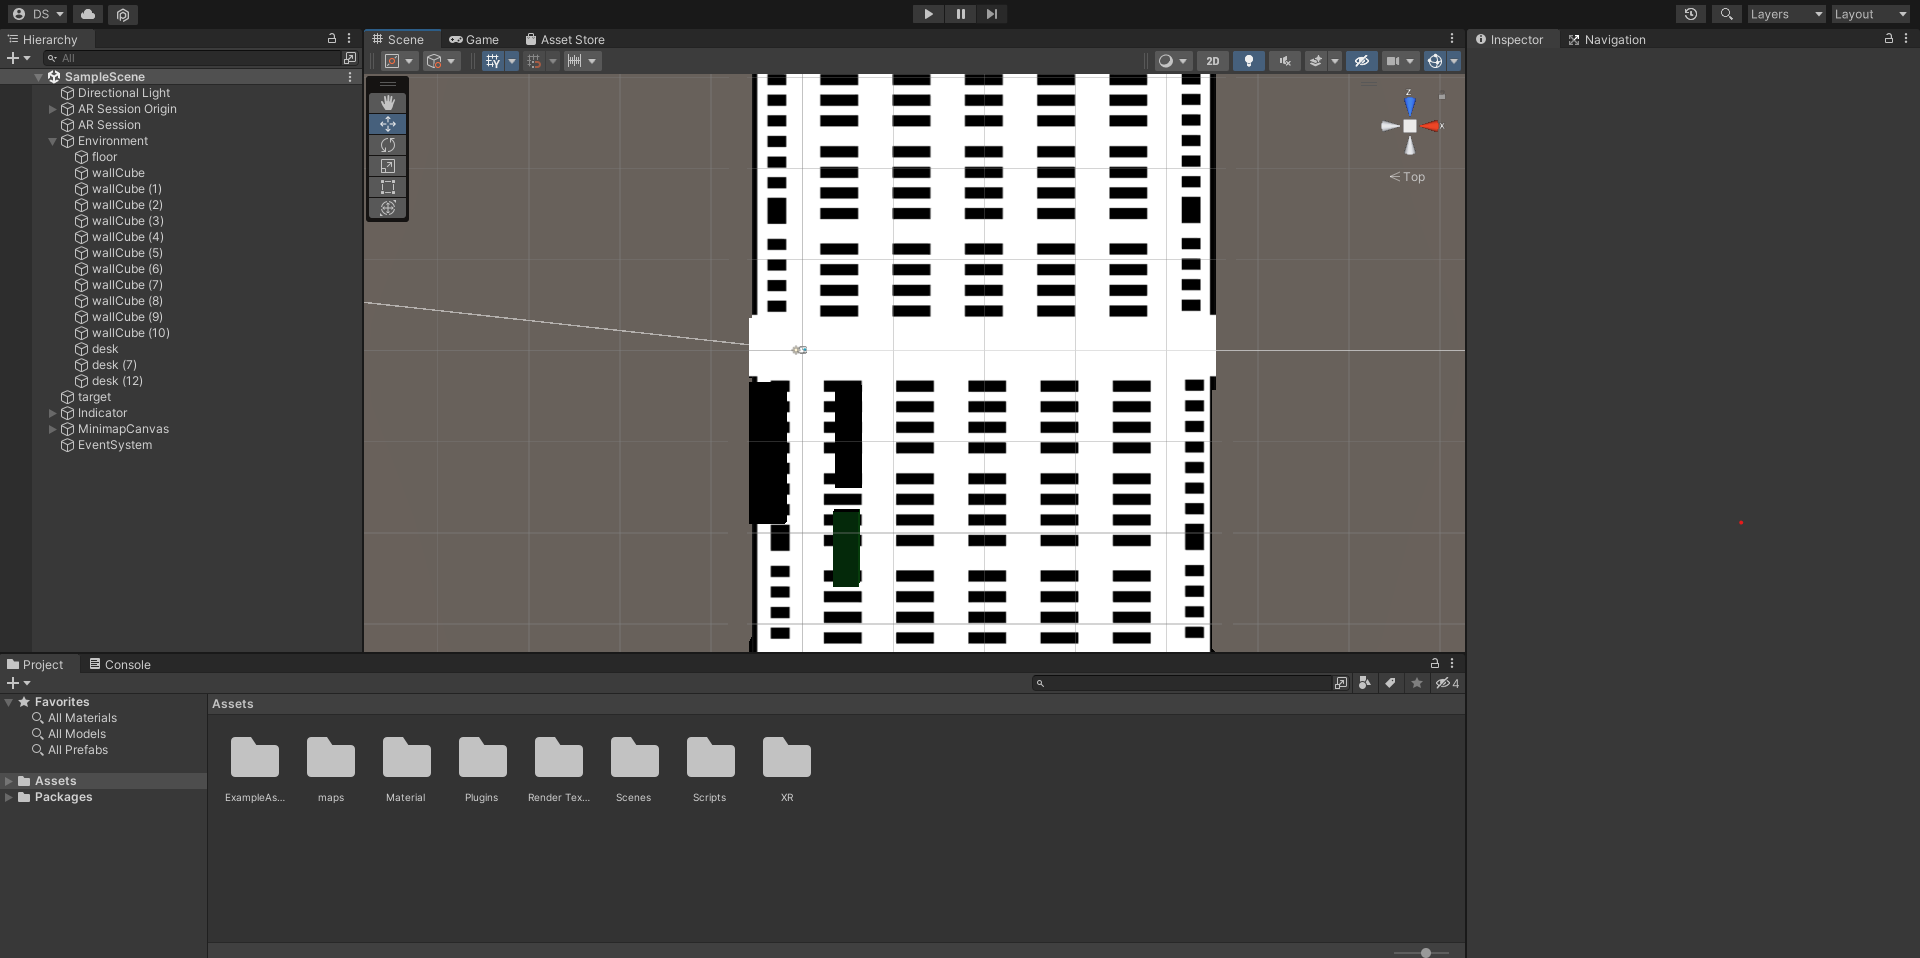 DS
Layers
Layout
Hierarchy
All
SampleScene
Directional Light
AR Session Origin
AR Session
Environment
floor
wallCube
wallCube (1)
wallCube (2)
wallCube (3)
wallCube (4)
wallCube (5)
wallCube (6)
wallCube (7)
wallCube (8)
wallCube (9)
wallCube (10)
desk
desk (7)
desk (12)
target
Indicator
MinimapCanvas
EventSystem
Scene
Game
Asset Store
2D
z
x
Top
Inspector
Navigation
Project
Console
4
Favorites
All Materials
All Models
All Prefabs
Assets
Packages
Assets
ExampleAs...
maps
Material
Plugins
Render Tex...
Scenes
Scripts
XR